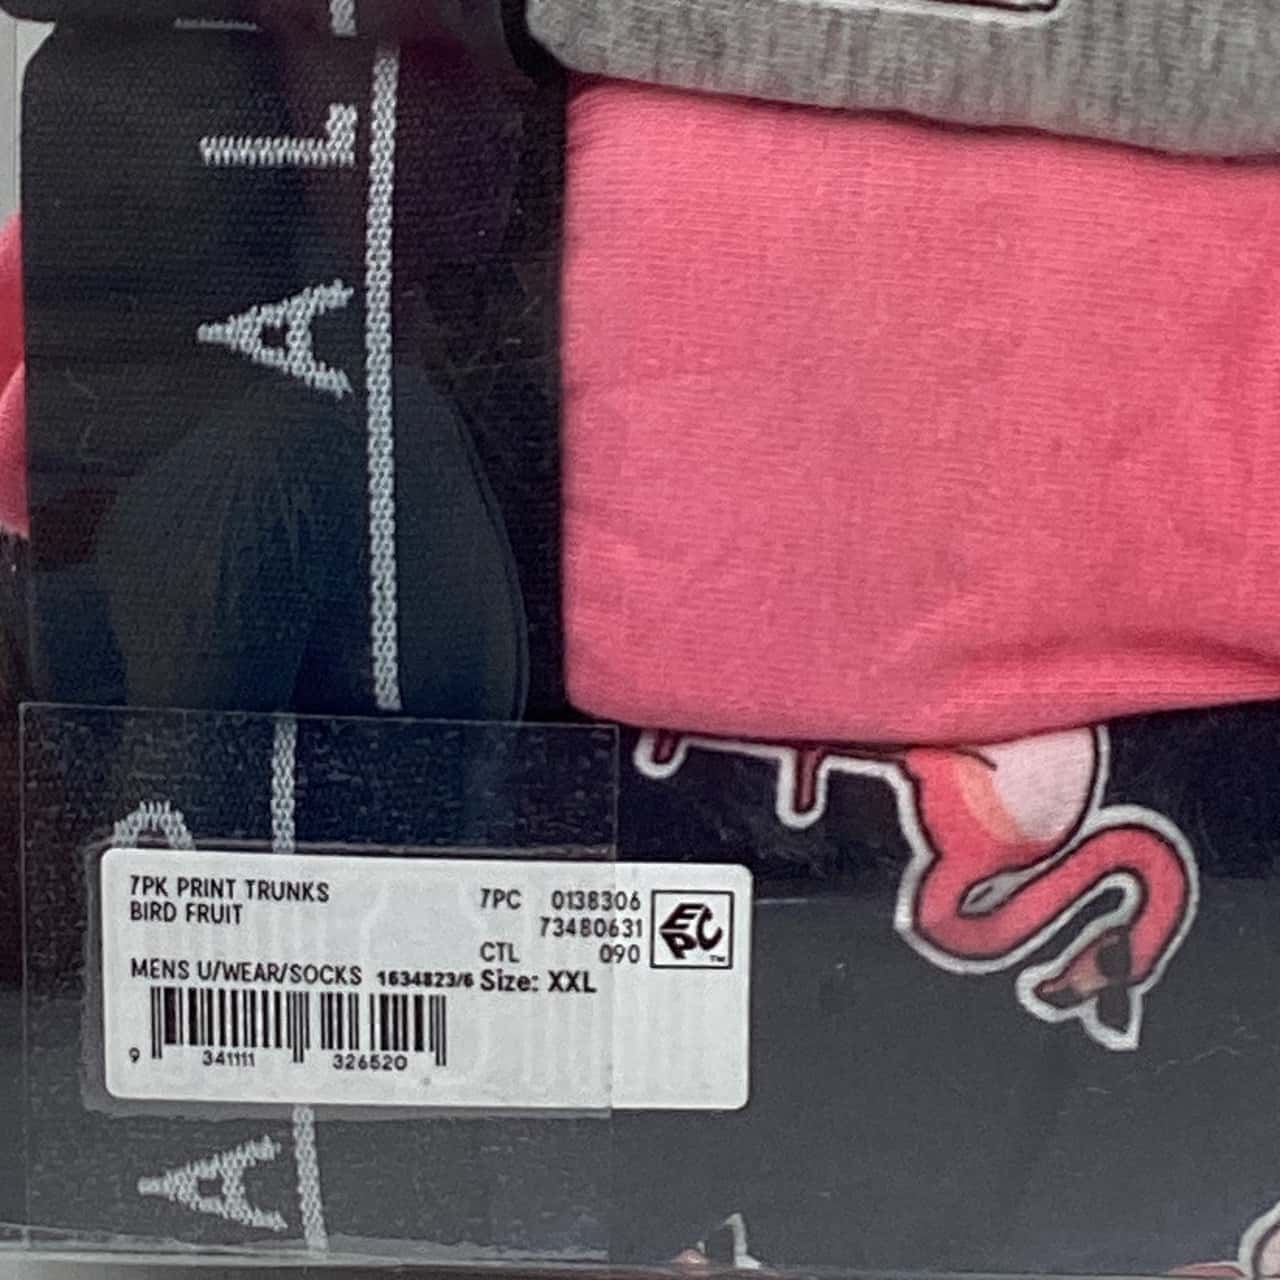 L
A
7PK PRINT TRUNKS 7PC 0138306
BIRD FRUIT 73480631
CTL 090
EPC™
MENS U/WEAR/SOCKS 1634823/6 Size: XXL
9 341111 326520
A